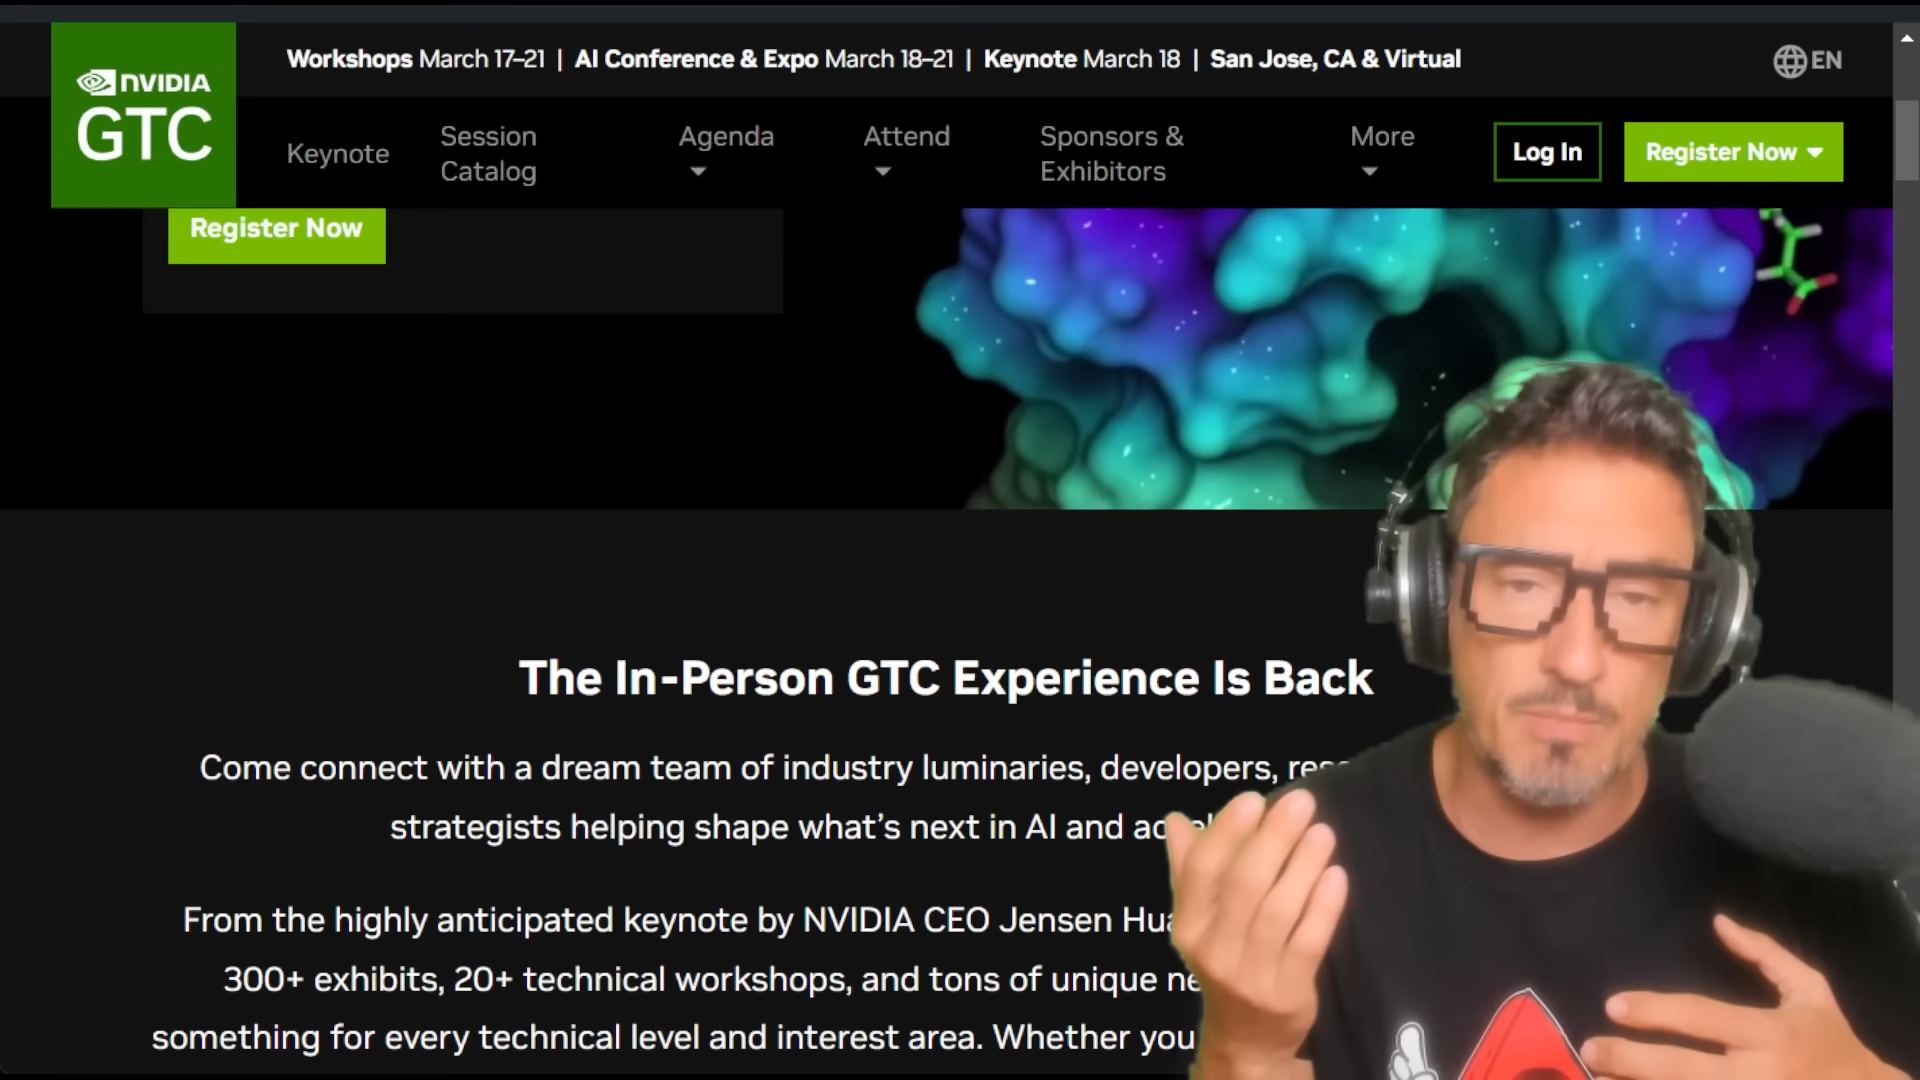 NVIDIA
GTC
Workshops March 17–21 | AI Conference & Expo March 18–21 | Keynote March 18 | San Jose, CA & Virtual
EN
Keynote
Session
Catalog
Agenda
Attend
Sponsors &
Exhibitors
More
Log In
Register Now
Register Now
The In-Person GTC Experience Is Back
Come connect with a dream team of industry luminaries, developers,
strategists helping shape what's next in AI and
From the highly anticipated keynote by NVIDIA CEO Jensen
300+ exhibits, 20+ technical workshops, and tons of unique
something for every technical level and interest area. Whether you